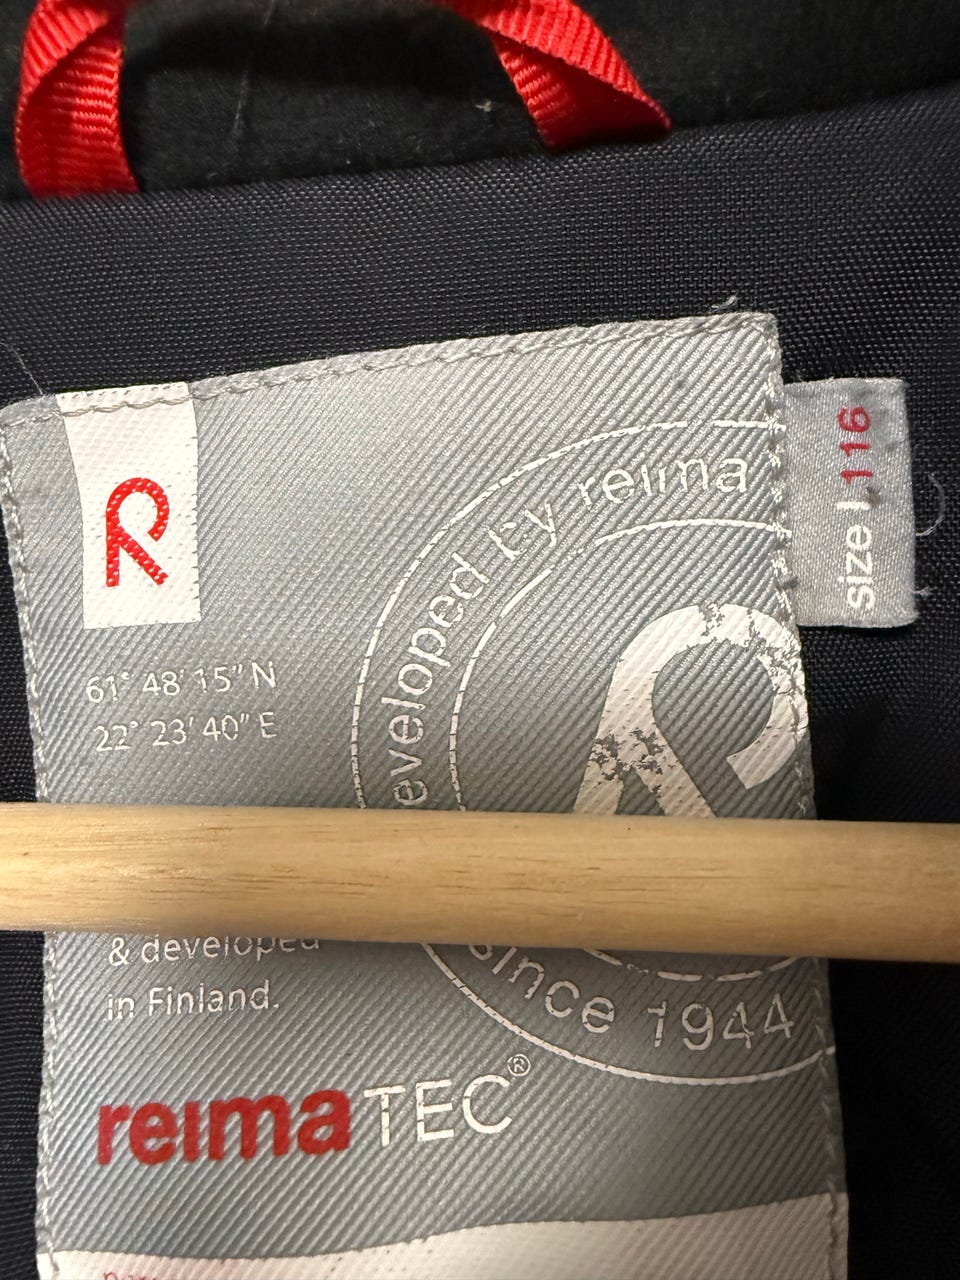 R
61° 48' 15" N
22° 23' 40" E
developed by reima
since 1944
size 116
& developed
in Finland.
reimaTEC®